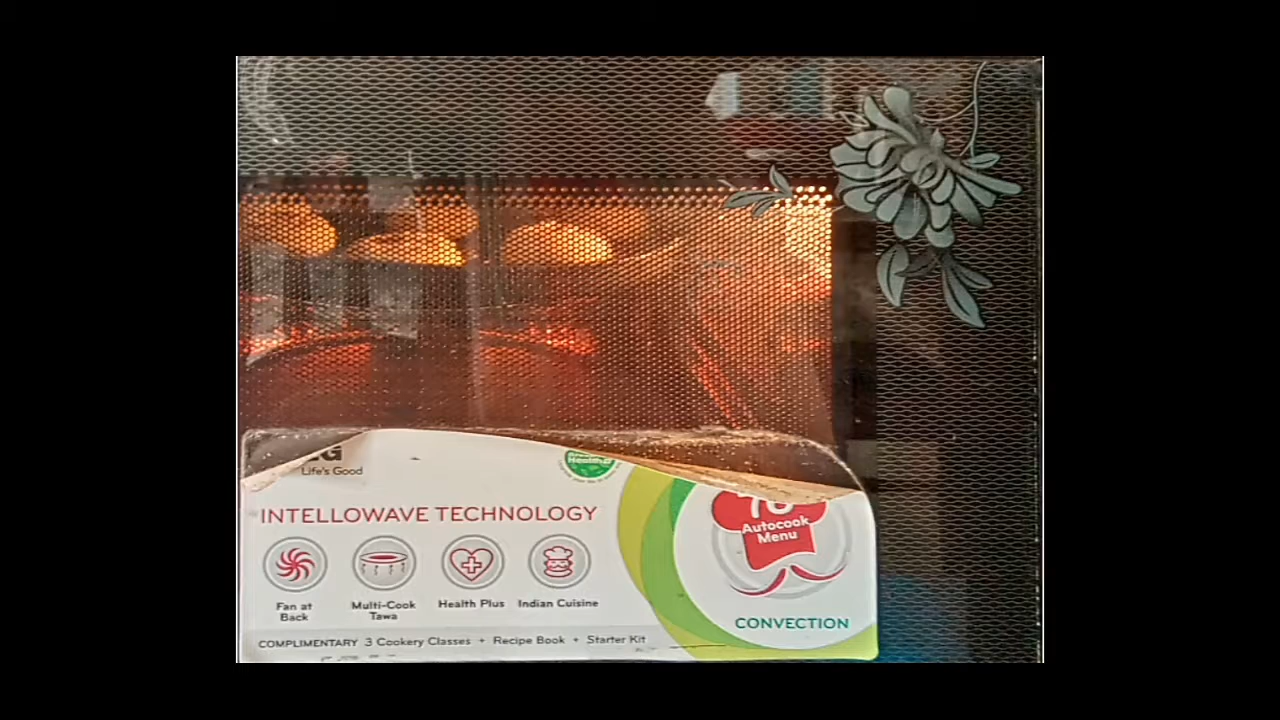 Life's Good
INTELLOWAVE TECHNOLOGY
Autocook
Menu
Fan at
Back
Multi-Cook
Tawa
Health Plus
Indian Cuisine
CONVECTION
COMPLIMENTARY 3 Cookery Classes + Recipe Book + Starter Kit